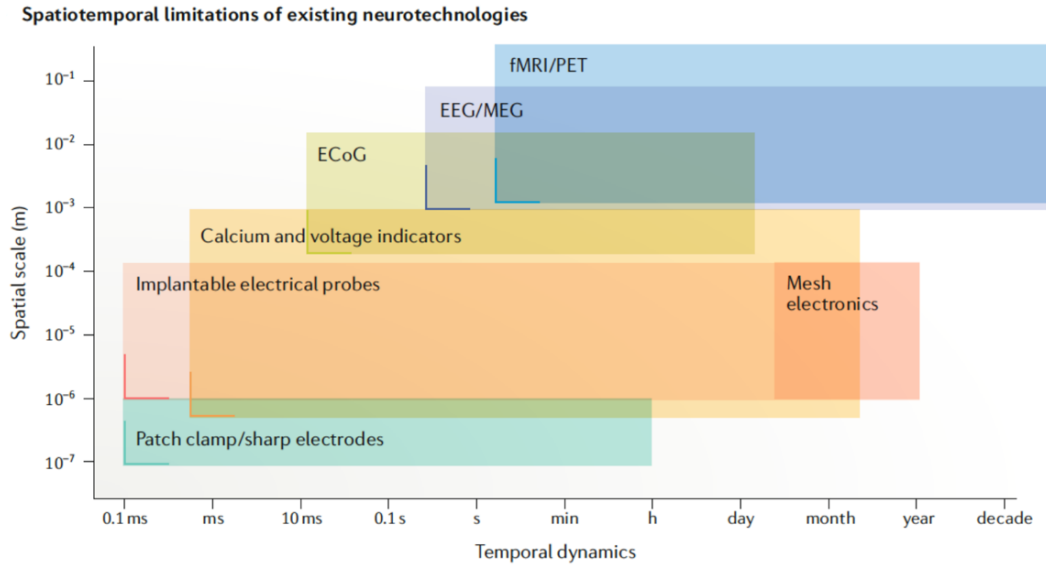 Spatiotemporal limitations of existing neurotechnologies
Spatial scale (m)
10⁻¹
10⁻²
10⁻³
10⁻⁴
10⁻⁵
10⁻⁶
10⁻⁷
fMRI/PET
EEG/MEG
ECoG
Calcium and voltage indicators
Implantable electrical probes
Mesh
electronics
Patch clamp/sharp electrodes
0.1 ms
ms
10 ms
0.1 s
s
min
h
day
month
year
decade
Temporal dynamics